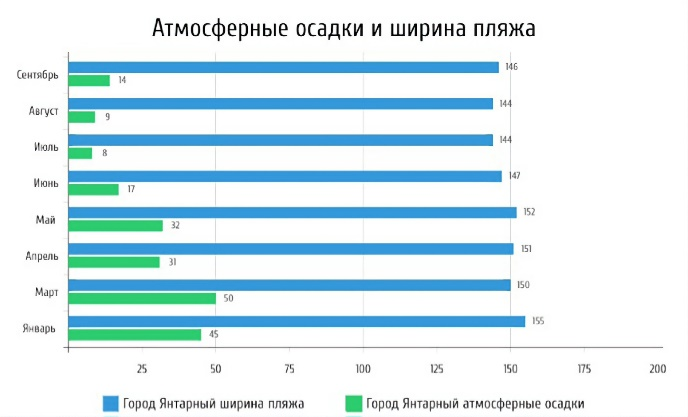 Атмосферные осадки и ширина пляжа
Сентябрь
146
14
Август
144
9
Июль
144
8
Июнь
147
17
Май
152
32
Апрель
151
31
Март
150
50
Январь
155
45
25 50 75 100 125 150 175 200
Город Янтарный ширина пляжа
Город Янтарный атмосферные осадки